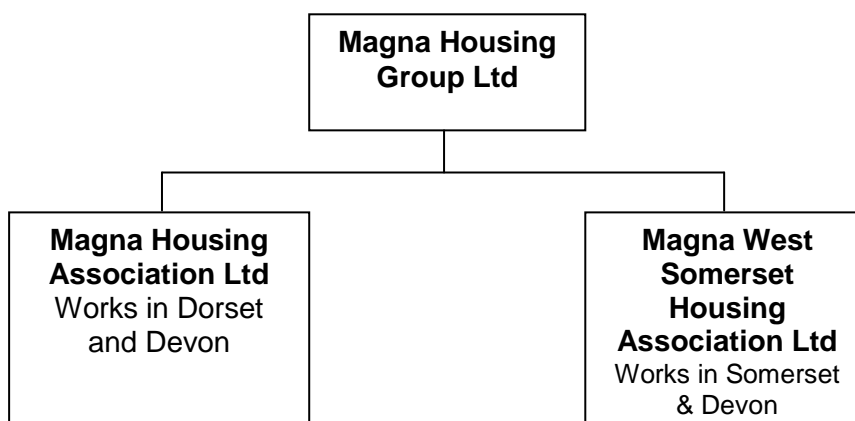 Magna Housing
Group Ltd
Magna Housing
Association Ltd
Works in Dorset
and Devon
Magna West
Somerset
Housing
Association Ltd
Works in Somerset
& Devon